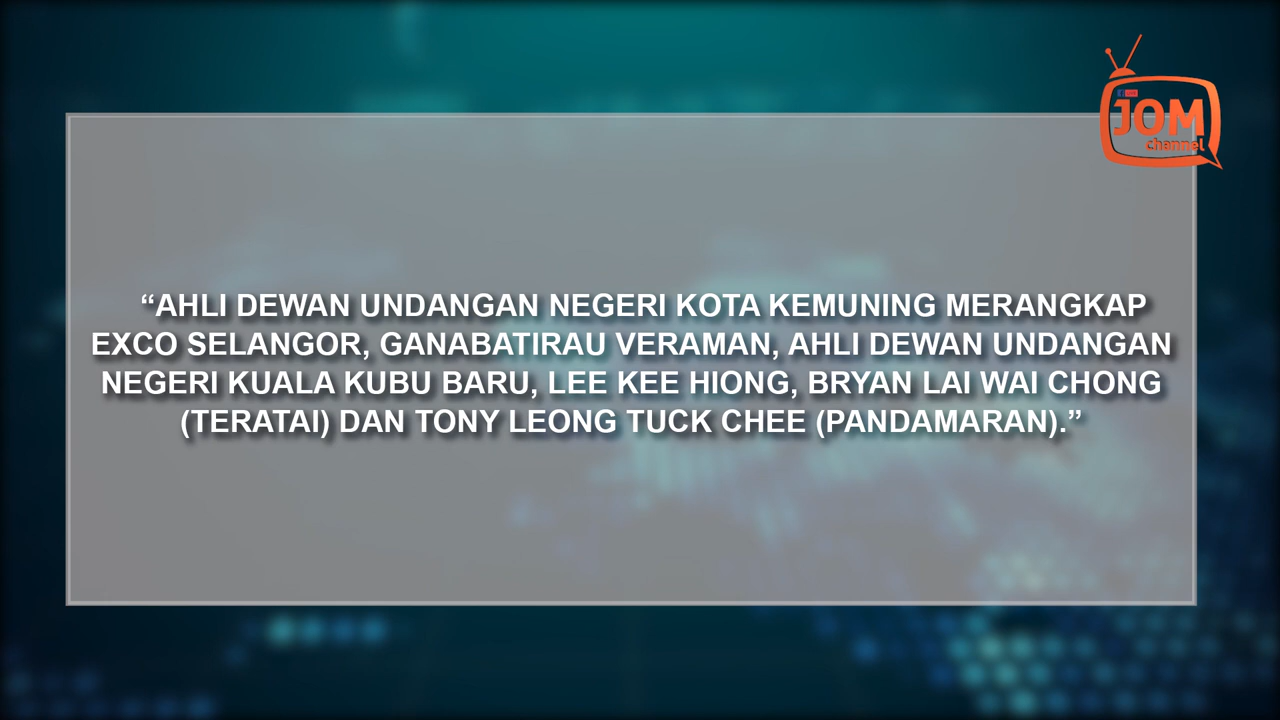 JOM
channel
“AHLI DEWAN UNDANGAN NEGERI KOTA KEMUNING MERANGKAP
EXCO SELANGOR, GANABATIRAU VERAMAN, AHLI DEWAN UNDANGAN
NEGERI KUALA KUBU BARU, LEE KEE HIONG, BRYAN LAI WAI CHONG
(TERATAI) DAN TONY LEONG TUCK CHEE (PANDAMARAN).”